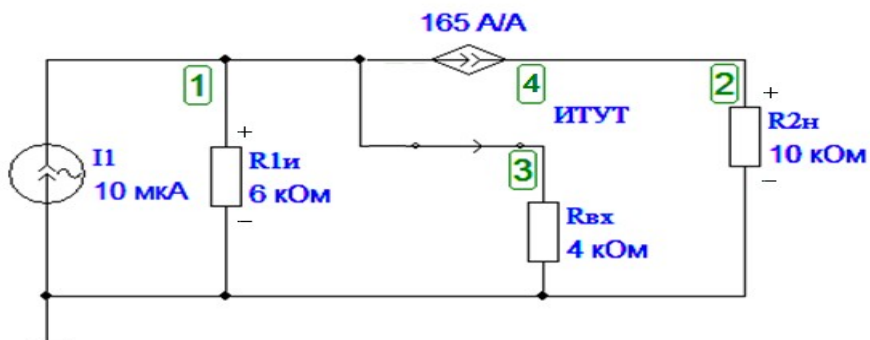 165 А/А
1
4
2
ИТУТ
+
R2н
10 кОм
−
I1
10 мкА
+
R1и
6 кОм
−
3
Rвх
4 кОм